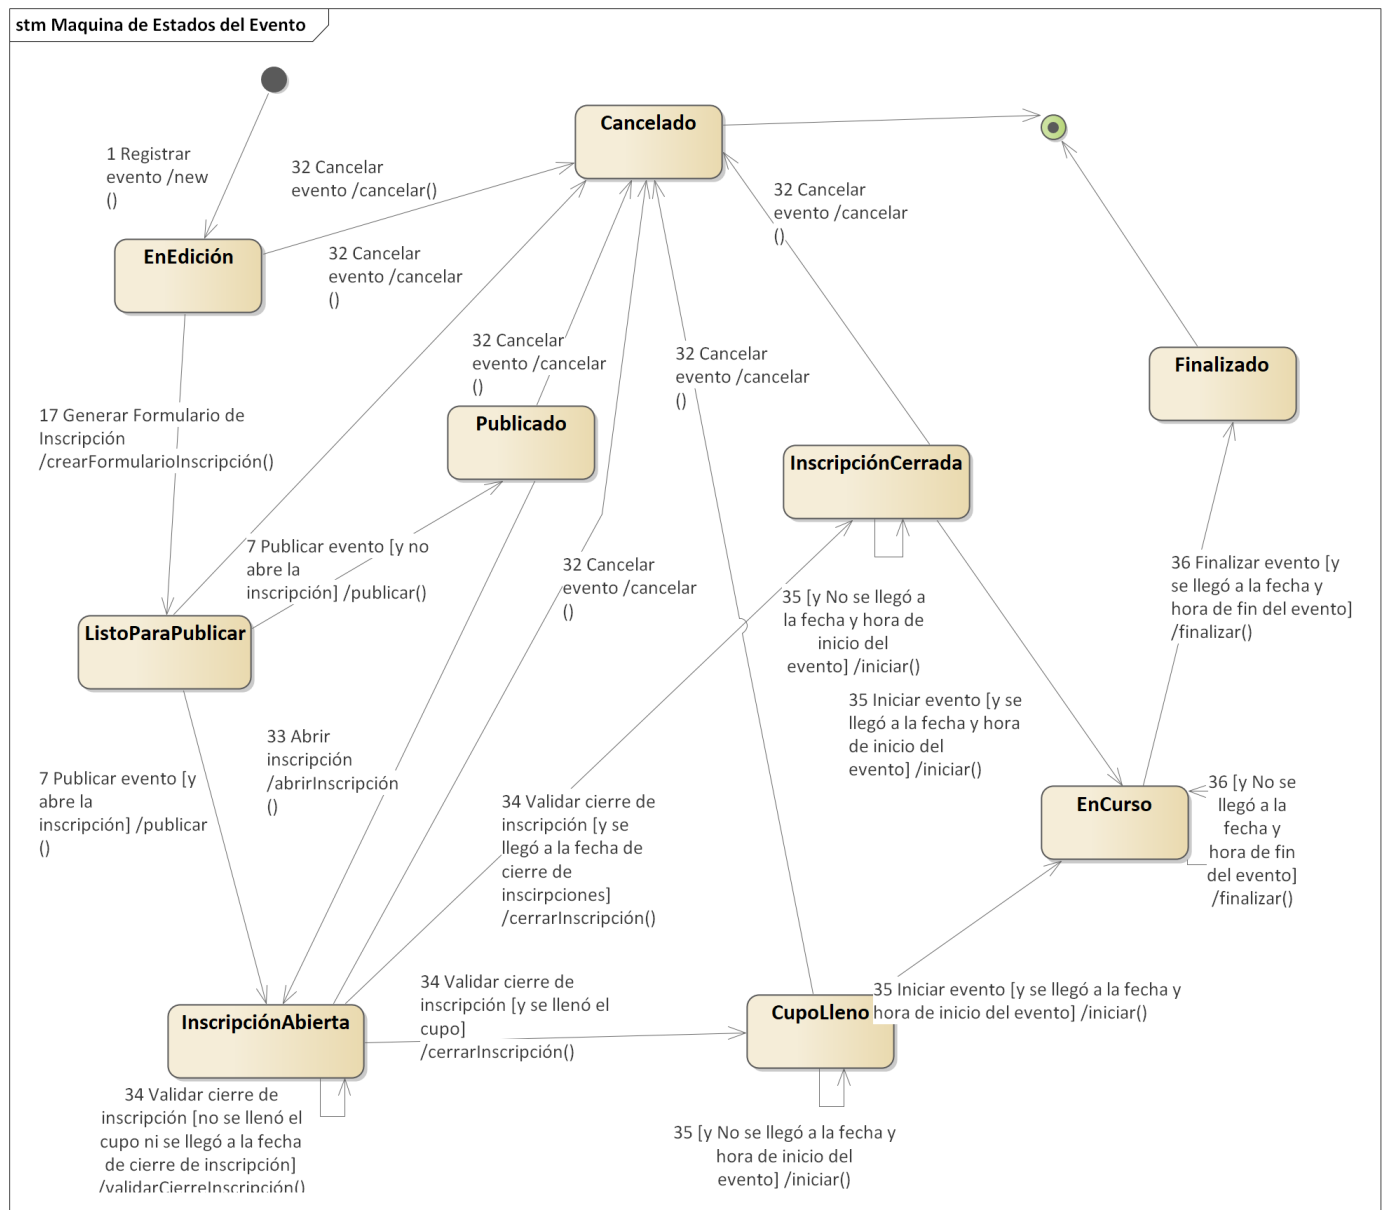 stm Maquina de Estados del Evento
Cancelado
1 Registrar
evento /new
()
32 Cancelar
evento /cancelar()
32 Cancelar
evento /cancelar
()
EnEdición
32 Cancelar
evento /cancelar
()
32 Cancelar
evento /cancelar
()
32 Cancelar
evento /cancelar
()
Finalizado
17 Generar Formulario de
Inscripción
/crearFormularioInscripción()
Publicado
InscripciónCerrada
7 Publicar evento [y no
abre la
inscripción] /publicar()
32 Cancelar
evento /cancelar
()
36 Finalizar evento [y
se llegó a la fecha y
hora de fin del evento]
/finalizar()
35 [y No se llegó a
la fecha y hora de
inicio del
evento] /iniciar()
ListoParaPublicar
35 Iniciar evento [y se
llegó a la fecha y hora
de inicio del
evento] /iniciar()
33 Abrir
inscripción
/abrirInscripción
()
7 Publicar evento [y
abre la
inscripción] /publicar
()
34 Validar cierre de
inscripción [y se
llegó a la fecha de
cierre de
inscirpciones]
/cerrarInscripción()
EnCurso
36 [y No se
llegó a la
fecha y
hora de fin
del evento]
/finalizar()
34 Validar cierre de
inscripción [y se llenó el
cupo]
/cerrarInscripción()
InscripciónAbierta
CupoLleno
35 Iniciar evento [y se llegó a la fecha y
hora de inicio del evento] /iniciar()
34 Validar cierre de
inscripción [no se llenó el
cupo ni se llegó a la fecha
de cierre de inscripción]
/validarCierreInscripción()
35 [y No se llegó a la fecha y
hora de inicio del
evento] /iniciar()